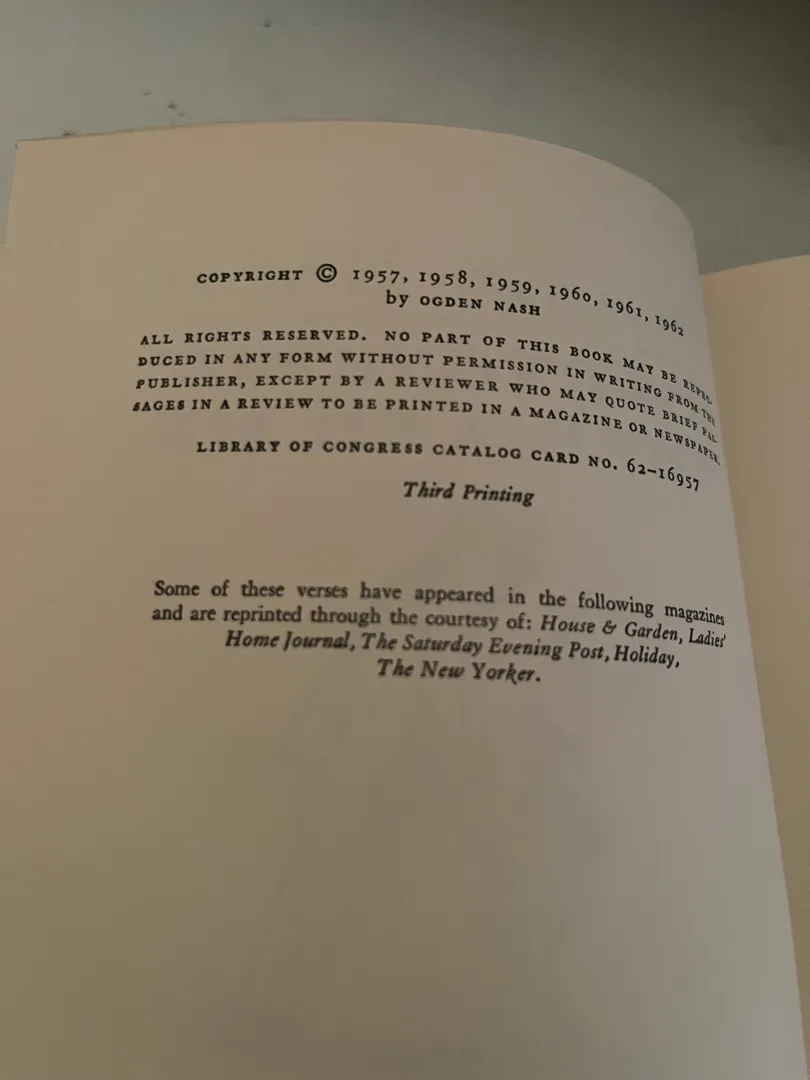 COPYRIGHT © 1957, 1958, 1959, 1960, 1961, 1962
by OGDEN NASH
ALL RIGHTS RESERVED. NO PART OF THIS BOOK MAY BE REPRO-
DUCED IN ANY FORM WITHOUT PERMISSION IN WRITING FROM THE
PUBLISHER, EXCEPT BY A REVIEWER WHO MAY QUOTE BRIEF PAS-
SAGES IN A REVIEW TO BE PRINTED IN A MAGAZINE OR NEWSPAPER.
LIBRARY OF CONGRESS CATALOG CARD NO. 62-16957
Third Printing
Some of these verses have appeared in the following magazines
and are reprinted through the courtesy of: House & Garden, Ladies'
Home Journal, The Saturday Evening Post, Holiday,
The New Yorker.